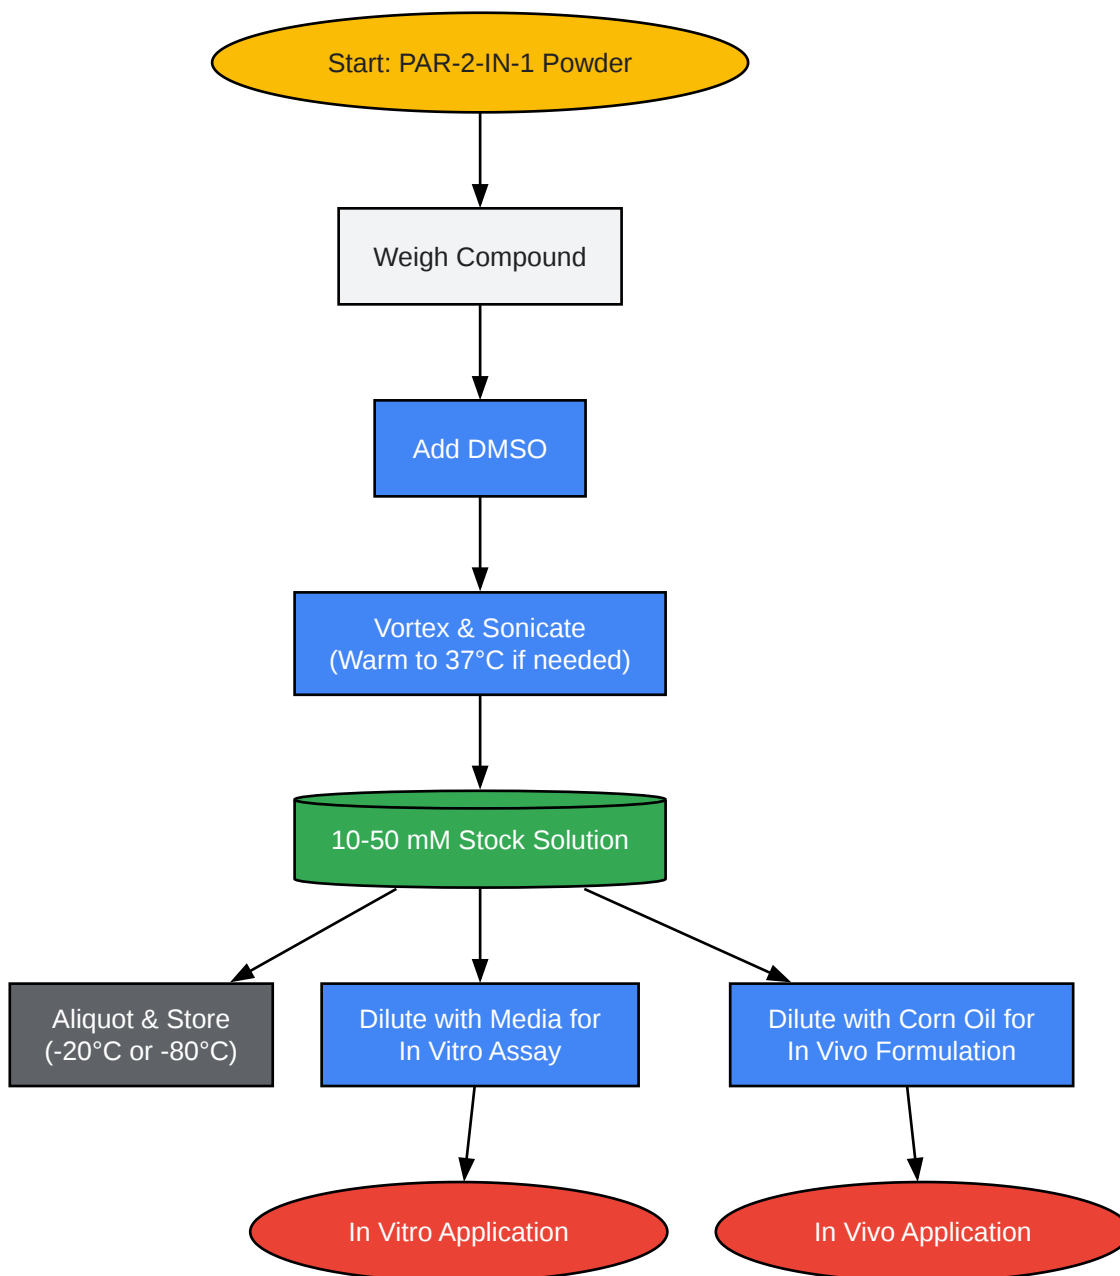 Start: PAR-2-IN-1 Powder
Weigh Compound
Add DMSO
Vortex & Sonicate
(Warm to 37°C if needed)
10-50 mM Stock Solution
Aliquot & Store
(-20°C or -80°C)
Dilute with Media for
In Vitro Assay
Dilute with Corn Oil for
In Vivo Formulation
In Vitro Application
In Vivo Application